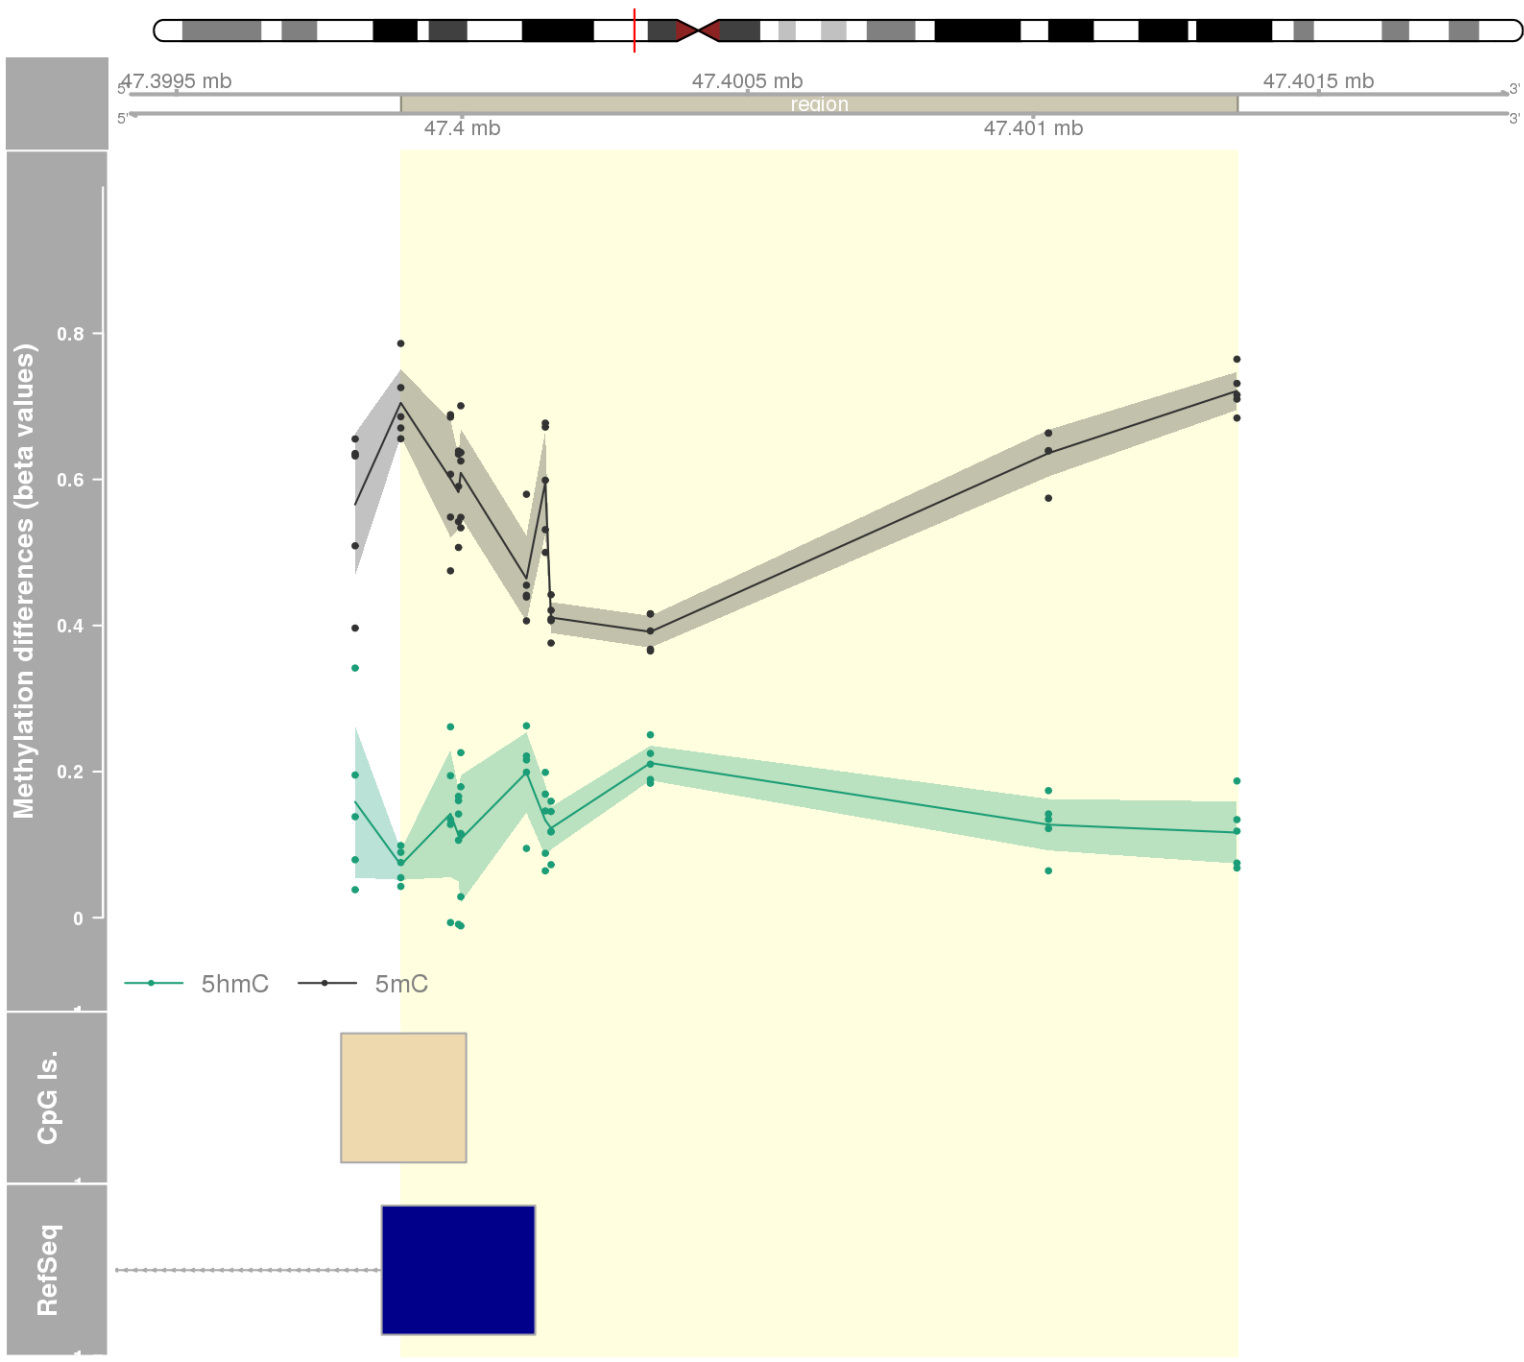 47.3995 mb
47.4005 mb
47.4015 mb
5'
3'
region
5'
3'
47.4 mb
47.401 mb
Methylation differences (beta values)
0.8
0.6
0.4
0.2
0
5hmC
5mC
CpG Is.
RefSeq